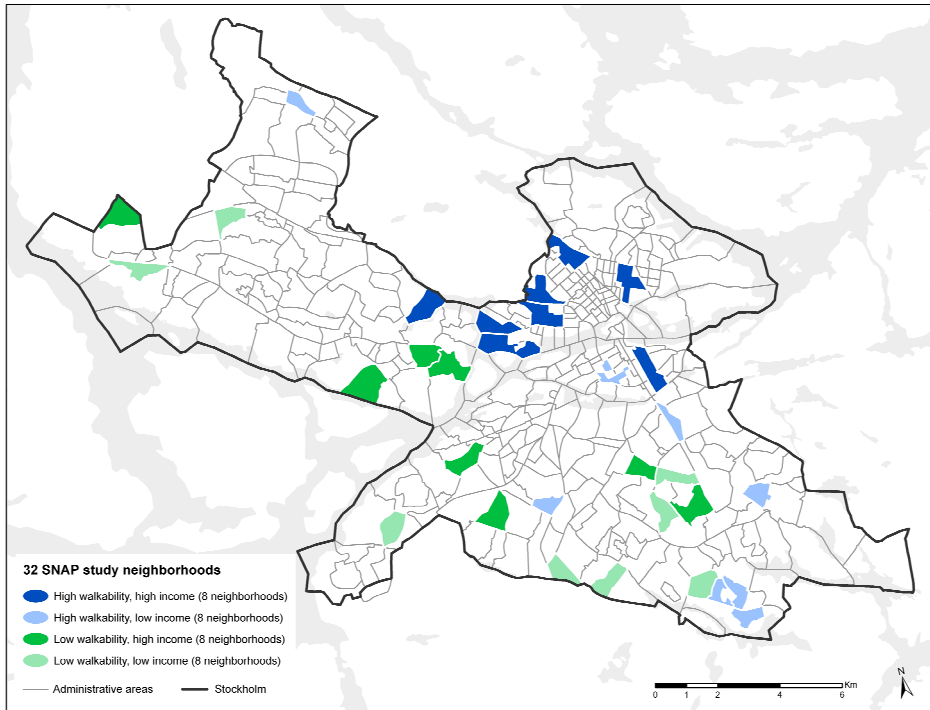 32 SNAP study neighborhoods
High walkability, high income (8 neighborhoods)
High walkability, low income (8 neighborhoods)
Low walkability, high income (8 neighborhoods)
Low walkability, low income (8 neighborhoods)
Administrative areas Stockholm
Km
0 1 2 4 6
N